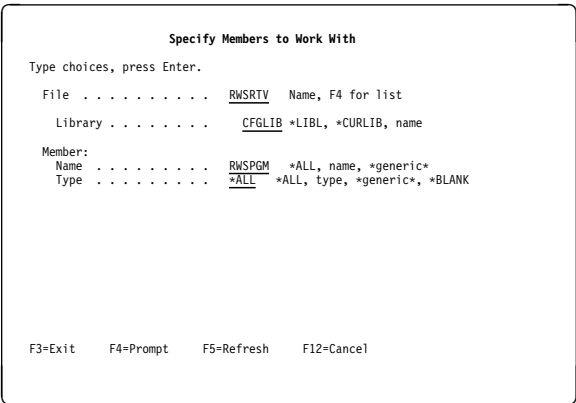 Specify Members to Work With
Type choices, press Enter.
File . . . . . . . . . . RWSRTV Name, F4 for list
Library . . . . . . . . CFGLIB *LIBL, *CURLIB, name
Member:
Name . . . . . . . . . RWSPGM *ALL, name, *generic*
Type . . . . . . . . . *ALL *ALL, type, *generic*, *BLANK
F3=Exit F4=Prompt F5=Refresh F12=Cancel